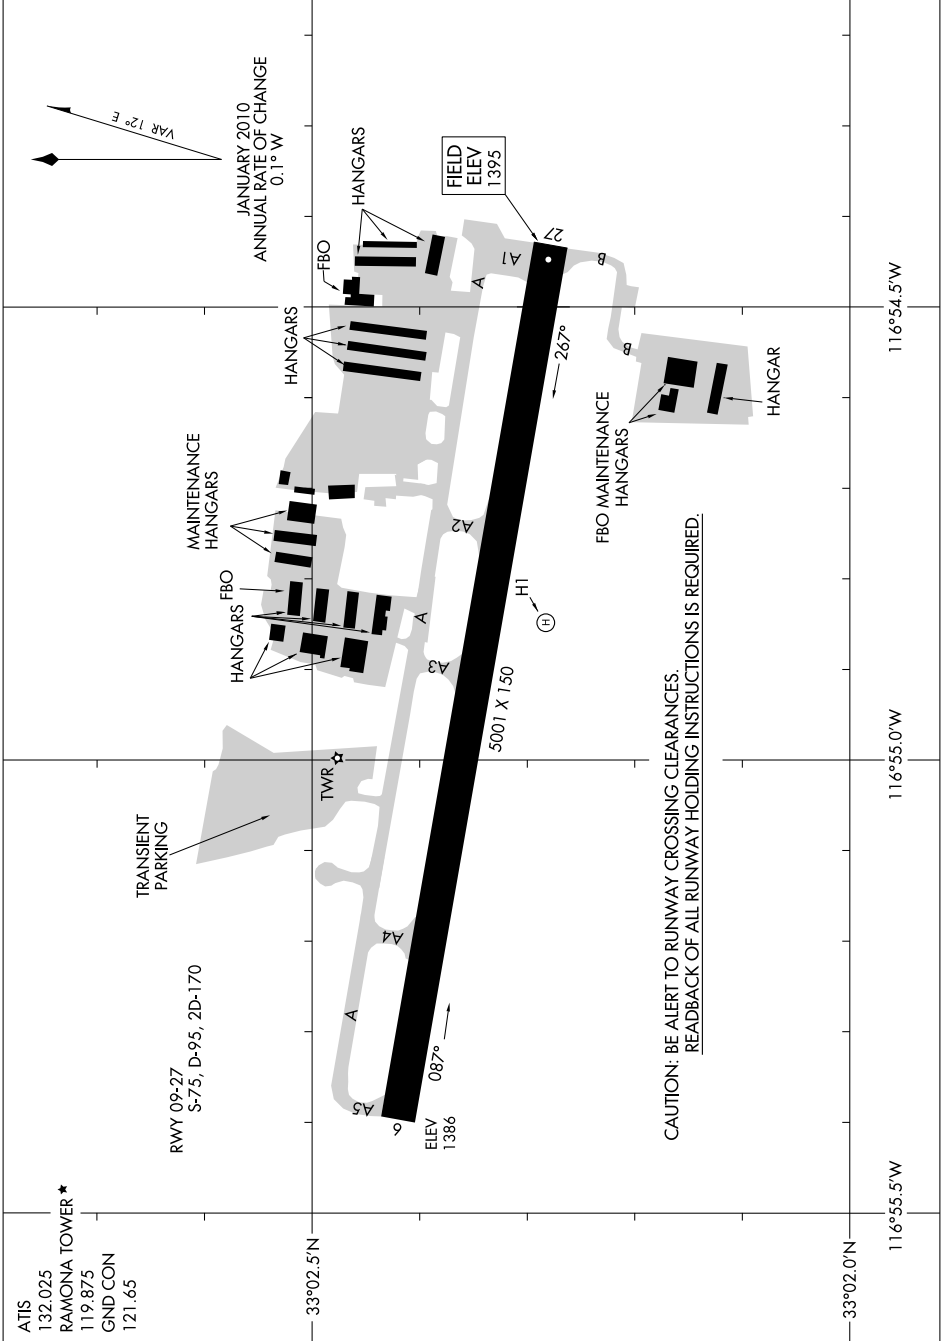 ATIS
132.025
RAMONA TOWER★
119.875
GND CON
121.65
RWY 09-27
S-75, D-95, 2D-170
TRANSIENT
PARKING
TWR
HANGARS
FBO
MAINTENANCE
HANGARS
HANGARS
FBO
HANGARS
JANUARY 2010
ANNUAL RATE OF CHANGE
0.1° W
VAR 12° E
FIELD
ELEV
1395
A
A
A
A1
A2
A3
A4
A5
B
B
9
27
ELEV
1386
087°
267°
5001 X 150
H1
H
FBO MAINTENANCE
HANGARS
HANGAR
CAUTION: BE ALERT TO RUNWAY CROSSING CLEARANCES.
READBACK OF ALL RUNWAY HOLDING INSTRUCTIONS IS REQUIRED.
33°02.5'N
33°02.0'N
116°55.5'W
116°55.0'W
116°54.5'W